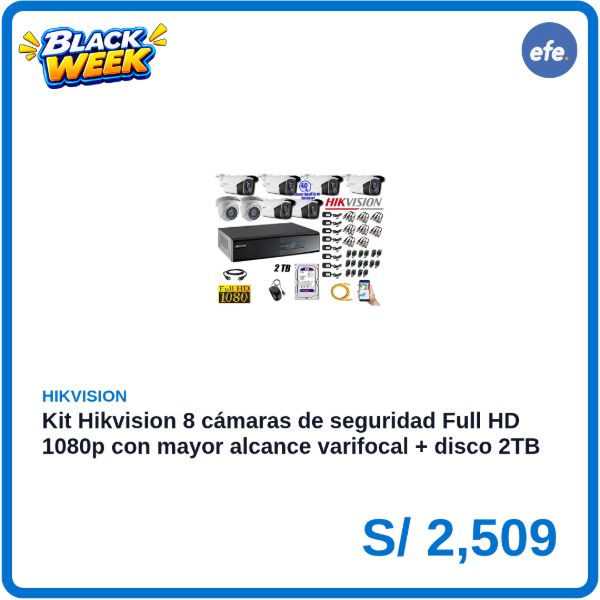 BLACK
WEEK
efe.
40
HIKVISION
2 TB
Full HD
1080
HIKVISION
Kit Hikvision 8 cámaras de seguridad Full HD
1080p con mayor alcance varifocal + disco 2TB
S/ 2,509